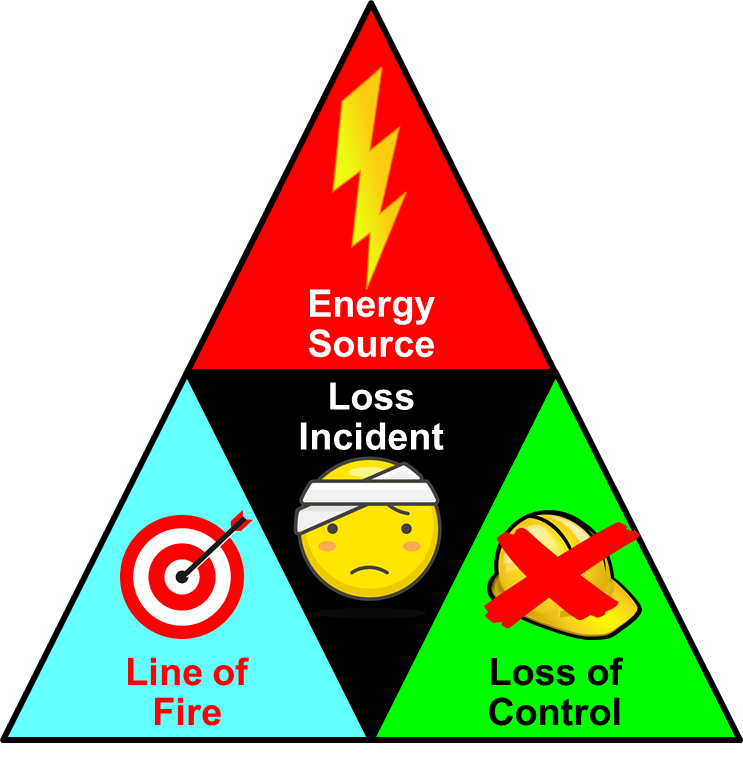 Energy
Source
Loss
Incident
Line of
Fire
Loss of
Control